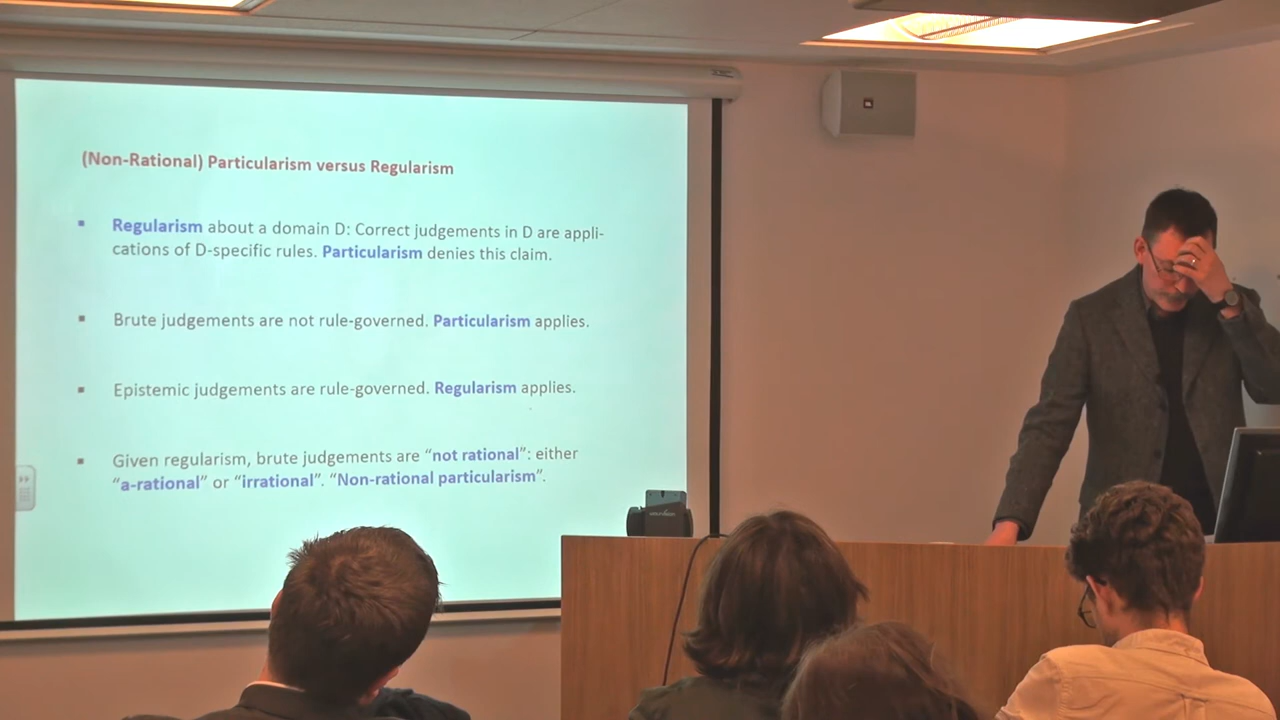 (Non-Rational) Particularism versus Regularism
Regularism about a domain D: Correct judgements in D are appli-
cations of D-specific rules. Particularism denies this claim.
Brute judgements are not rule-governed. Particularism applies.
Epistemic judgements are rule-governed. Regularism applies.
Given regularism, brute judgements are “not rational”: either
“a-rational” or “irrational”. “Non-rational particularism”.